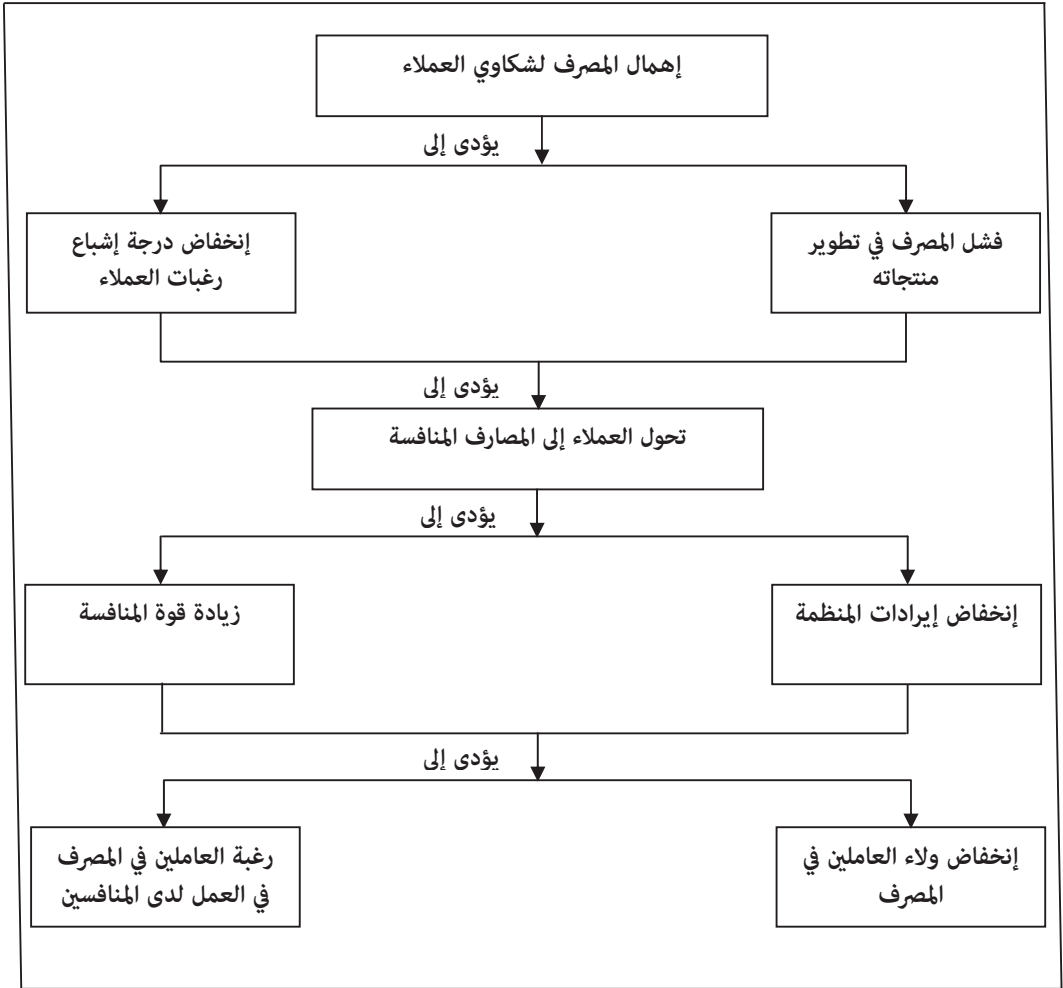 إهمال المصرف لشكاوي العملاء
يؤدى إلى
فشل المصرف في تطوير
منتجاته
إنخفاض درجة إشباع
رغبات العملاء
يؤدى إلى
تحول العملاء إلى المصارف المنافسة
يؤدى إلى
إنخفاض إيرادات المنظمة
زيادة قوة المنافسة
يؤدى إلى
إنخفاض ولاء العاملين في
المصرف
رغبة العاملين في المصرف
في العمل لدى المنافسين